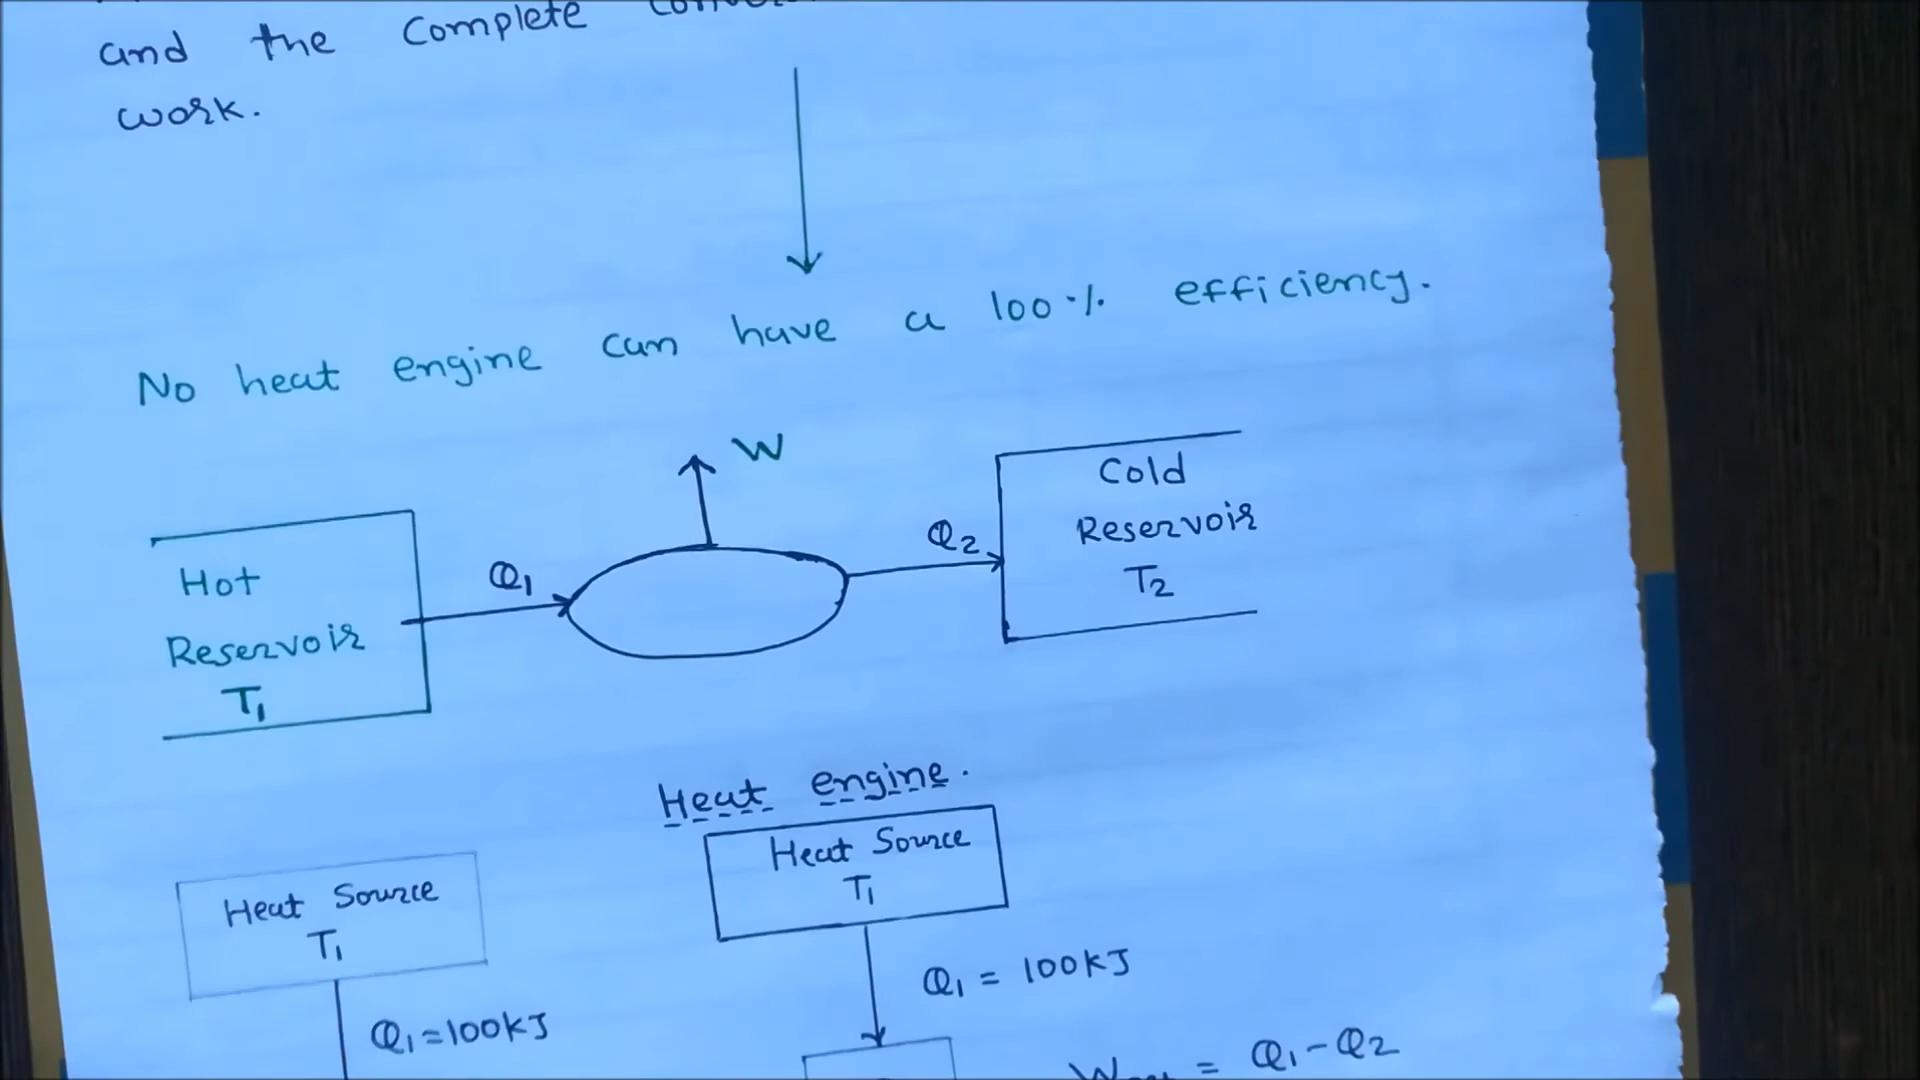 and the Complete
work.
No heat engine can have a 100% efficiency.
W
Hot
Reservoir
T1
Q1
Q2
Cold
Reservoir
T2
Heat engine.
Heat Source
T1
Q1=100KJ
Heat Source
T1
Q1 = 100KJ
= Q1-Q2